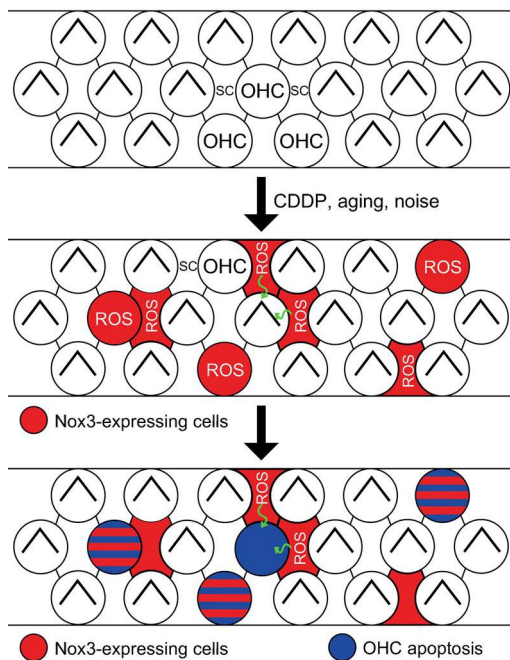 SC OHC SC
OHC OHC
CDDP, aging, noise
SC OHC ROS ROS
ROS ROS ROS
ROS ROS
Nox3-expressing cells
ROS
ROS
Nox3-expressing cells OHC apoptosis